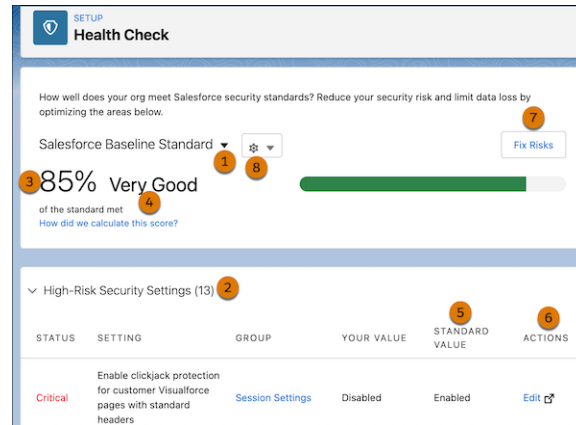 SETUP
Health Check
How well does your org meet Salesforce security standards? Reduce your security risk and limit data loss by
optimizing the areas below.
7
Salesforce Baseline Standard
Fix Risks
1
8
3
85% Very Good
4
of the standard met
How did we calculate this score?
High-Risk Security Settings (13)
2
5
6
STATUS SETTING GROUP YOUR VALUE STANDARD VALUE ACTIONS
Critical
Enable clickjack protection
for customer Visualforce
pages with standard
headers
Session Settings
Disabled
Enabled
Edit